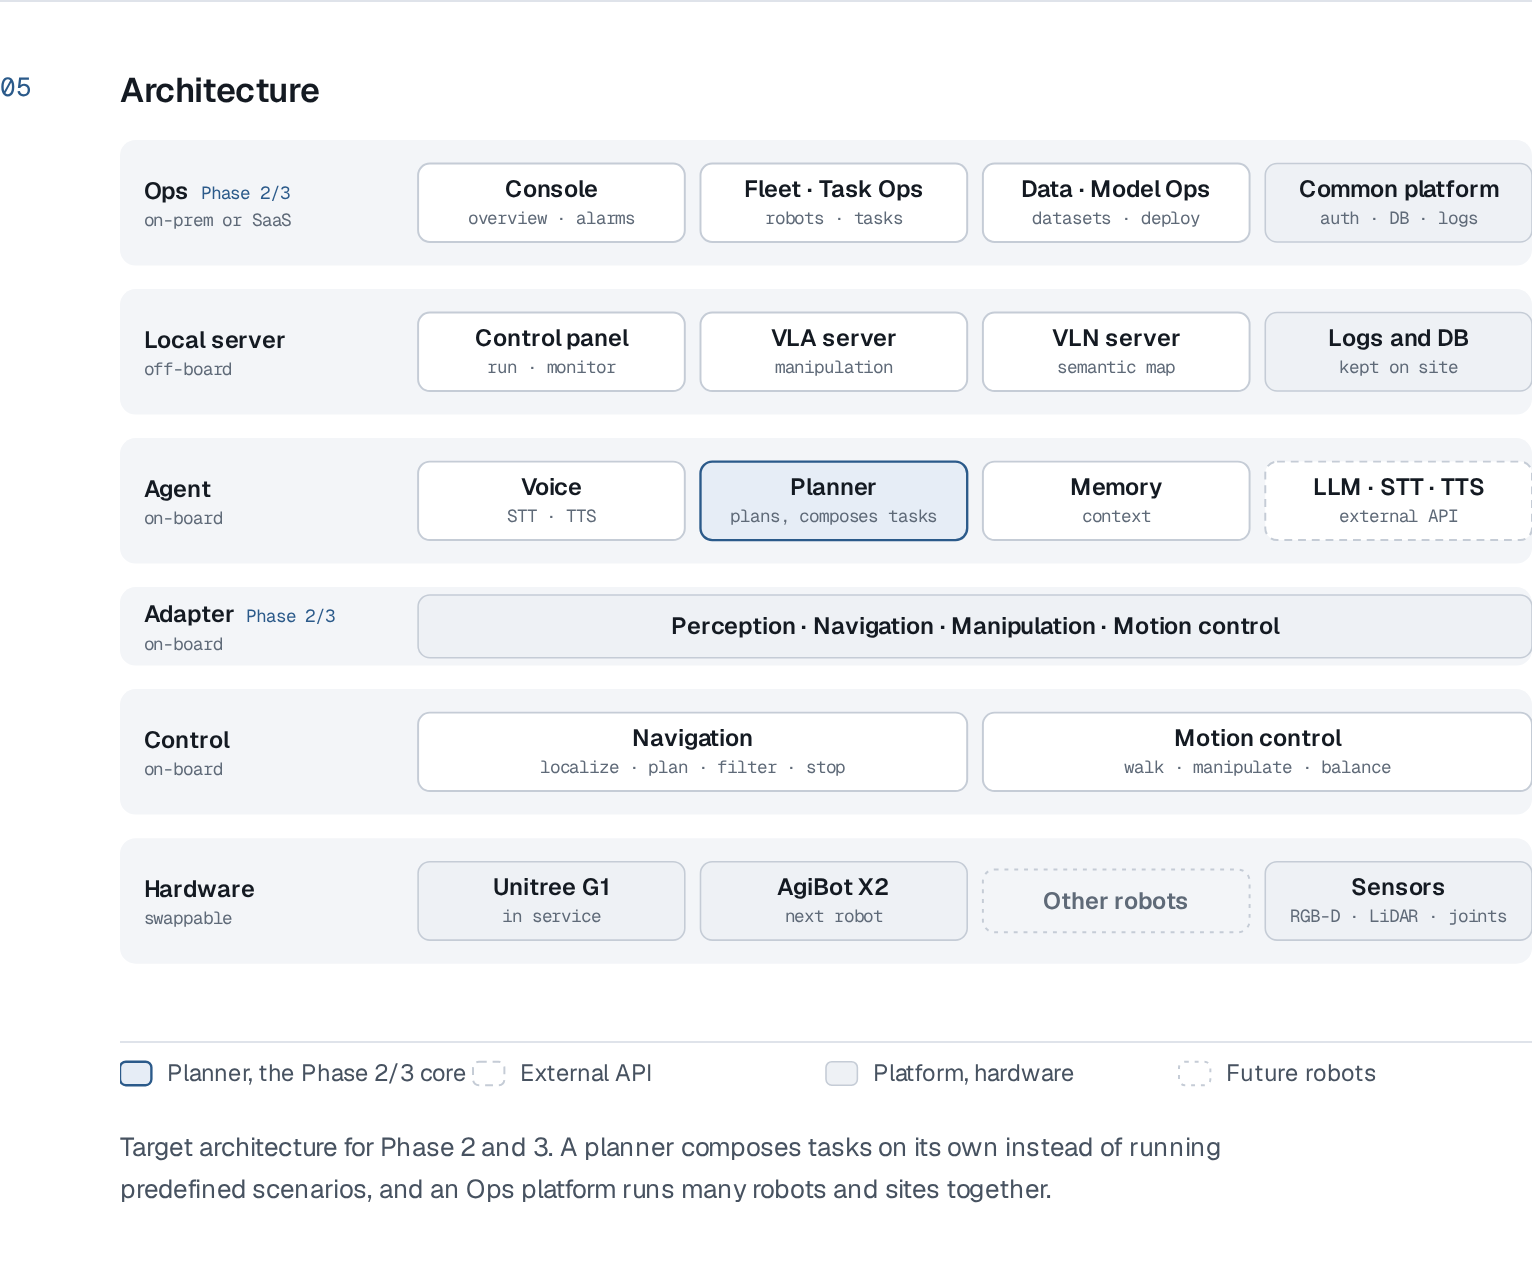 05
Architecture
Ops Phase 2/3
on-prem or SaaS
Console
overview · alarms
Fleet · Task Ops
robots · tasks
Data · Model Ops
datasets · deploy
Common platform
auth · DB · logs
Local server
off-board
Control panel
run · monitor
VLA server
manipulation
VLN server
semantic map
Logs and DB
kept on site
Agent
on-board
Voice
STT · TTS
Planner
plans, composes tasks
Memory
context
LLM · STT · TTS
external API
Adapter Phase 2/3
on-board
Perception · Navigation · Manipulation · Motion control
Control
on-board
Navigation
localize · plan · filter · stop
Motion control
walk · manipulate · balance
Hardware
swappable
Unitree G1
in service
AgiBot X2
next robot
Other robots
Sensors
RGB-D · LiDAR · joints
Planner, the Phase 2/3 core
External API
Platform, hardware
Future robots
Target architecture for Phase 2 and 3. A planner composes tasks on its own instead of running
predefined scenarios, and an Ops platform runs many robots and sites together.